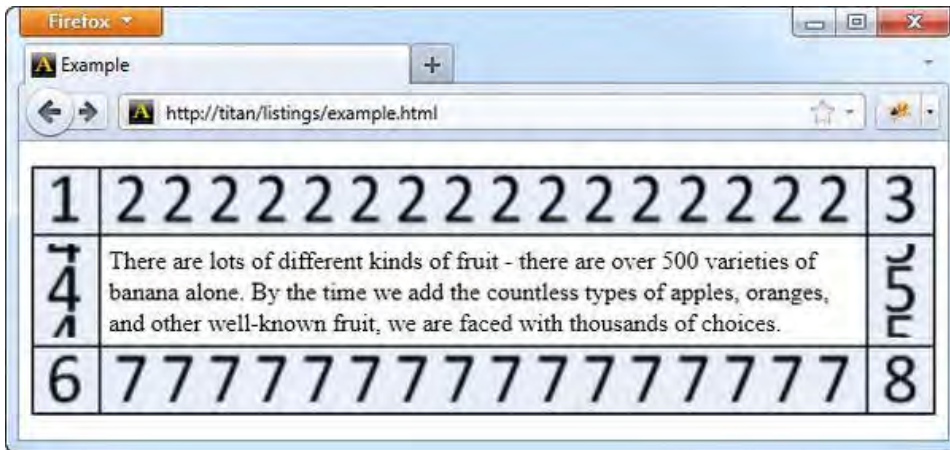 Firefox
Example
http://titan/listings/example.html
1 2 2 2 2 2 2 2 2 2 2 2 2 2 2 2 2 3
There are lots of different kinds of fruit - there are over 500 varieties of
4 banana alone. By the time we add the countless types of apples, oranges, 5
and other well-known fruit, we are faced with thousands of choices.
6 7 7 7 7 7 7 7 7 7 7 7 7 7 7 7 7 8